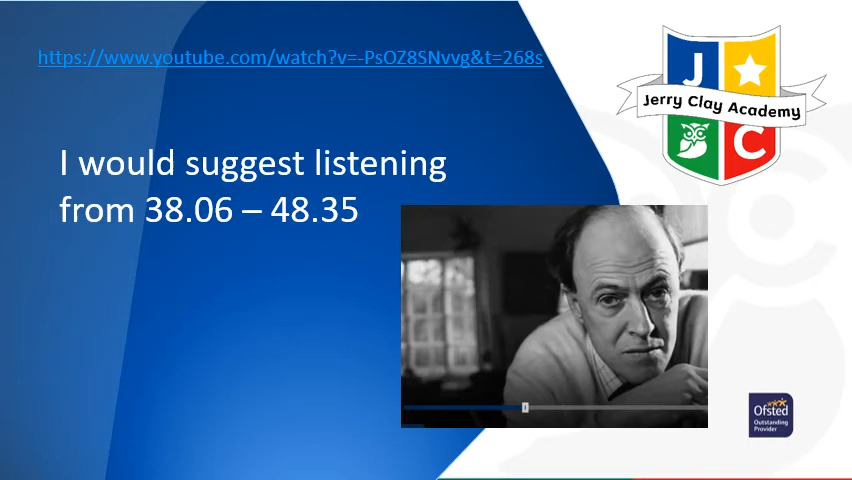 https://www.youtube.com/watch?v=-PsOZ8SNvvg&t=268s
J
Jerry Clay Academy
C
I would suggest listening
from 38.06 – 48.35
Ofsted
Outstanding
Provider